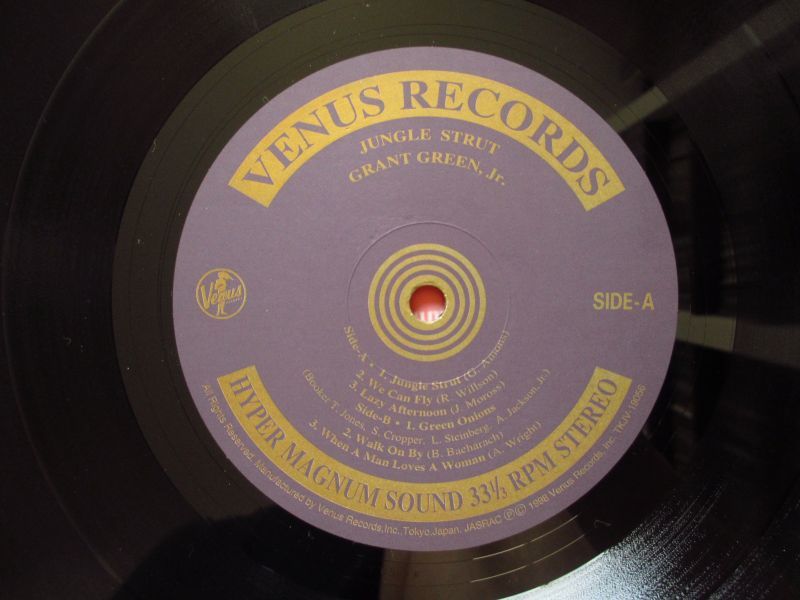 VENUS RECORDS
JUNGLE STRUT
GRANT GREEN, Jr.
Venus
SIDE-A
Side-A • 1. Jungle Strut (G. Amons)
2. We Can Fly (R. Willson)
3. Lazy Afternoon (J. Moross)
Side-B • 1. Green Onions
(Booker T. Jones, S. Cropper, L. Steinberg, A. Jackson, Jr.)
2. Walk On By (B. Bacharach)
3. When A Man Loves A Woman (A. Wright)
HYPER MAGNUM SOUND 33⅓ RPM STEREO
All Rights Reserved. Manufactured by Venus Records, Inc., Tokyo, Japan. JASRAC Ⓟ© 1998 Venus Records, Inc. TKJV-19056